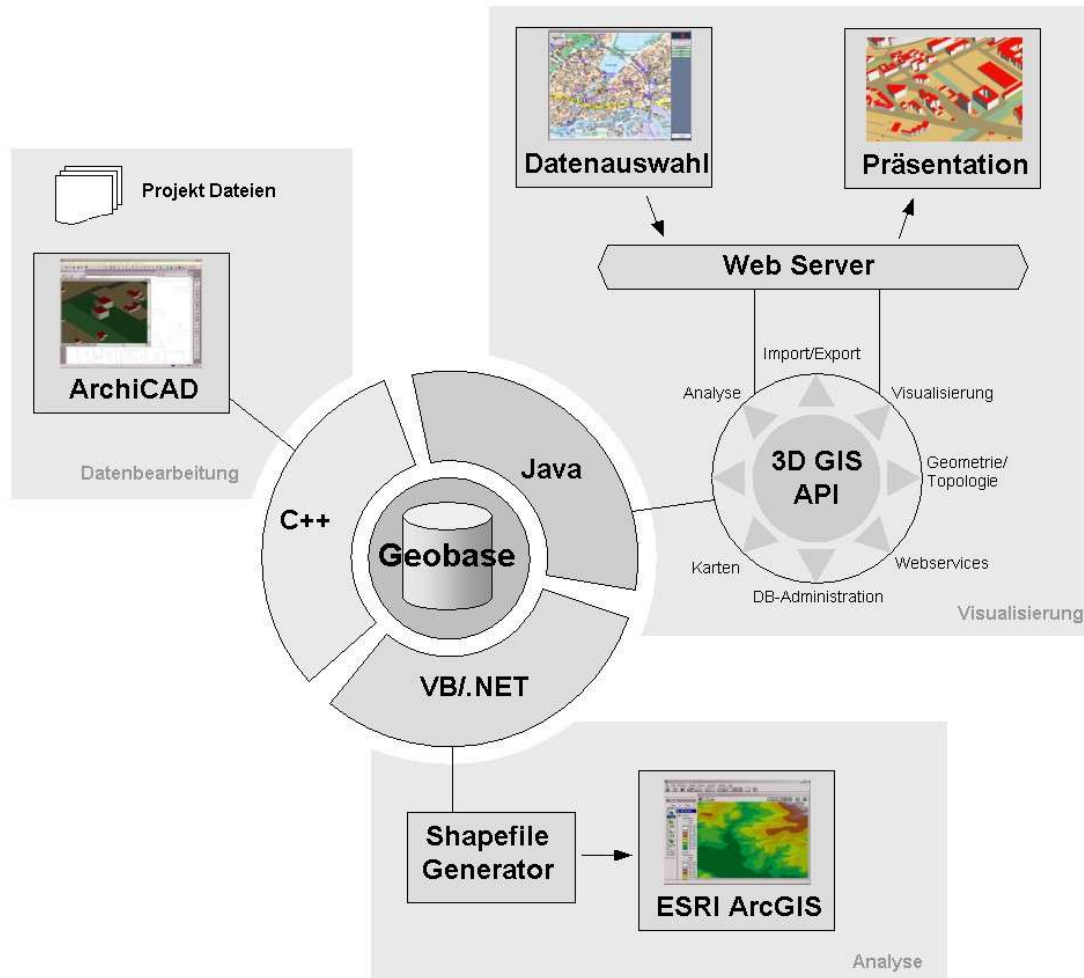 Datenauswahl
Präsentation
Projekt Dateien
Web Server
ArchiCAD
Import/Export
Analyse
Visualisierung
Datenbearbeitung
Java
3D GIS
API
Geometrie/
Topologie
C++
Geobase
Karten
Webservices
DB-Administration
Visualisierung
VB/.NET
Shapefile
Generator
ESRI ArcGIS
Analyse